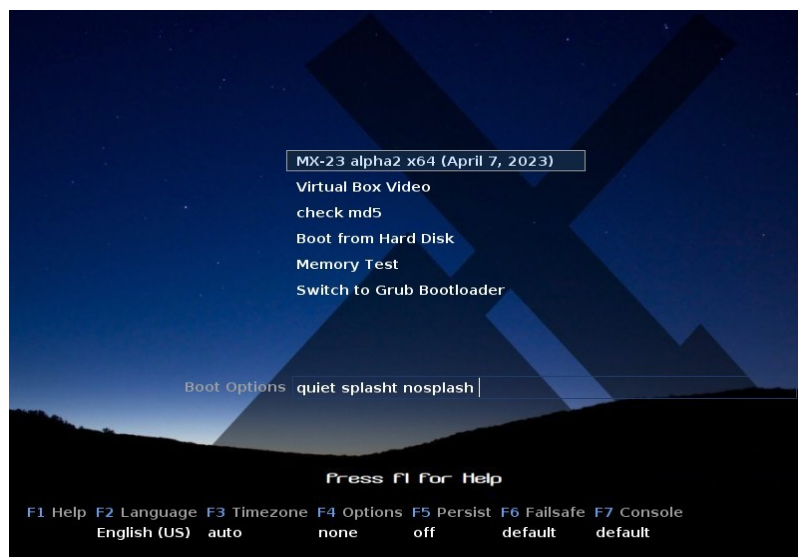 MX-23 alpha2 x64 (April 7, 2023)
Virtual Box Video
check md5
Boot from Hard Disk
Memory Test
Switch to Grub Bootloader
Boot Options quiet splasht nosplash
Press F1 for Help
F1 Help F2 Language F3 Timezone F4 Options F5 Persist F6 Failsafe F7 Console
English (US) auto none off default default